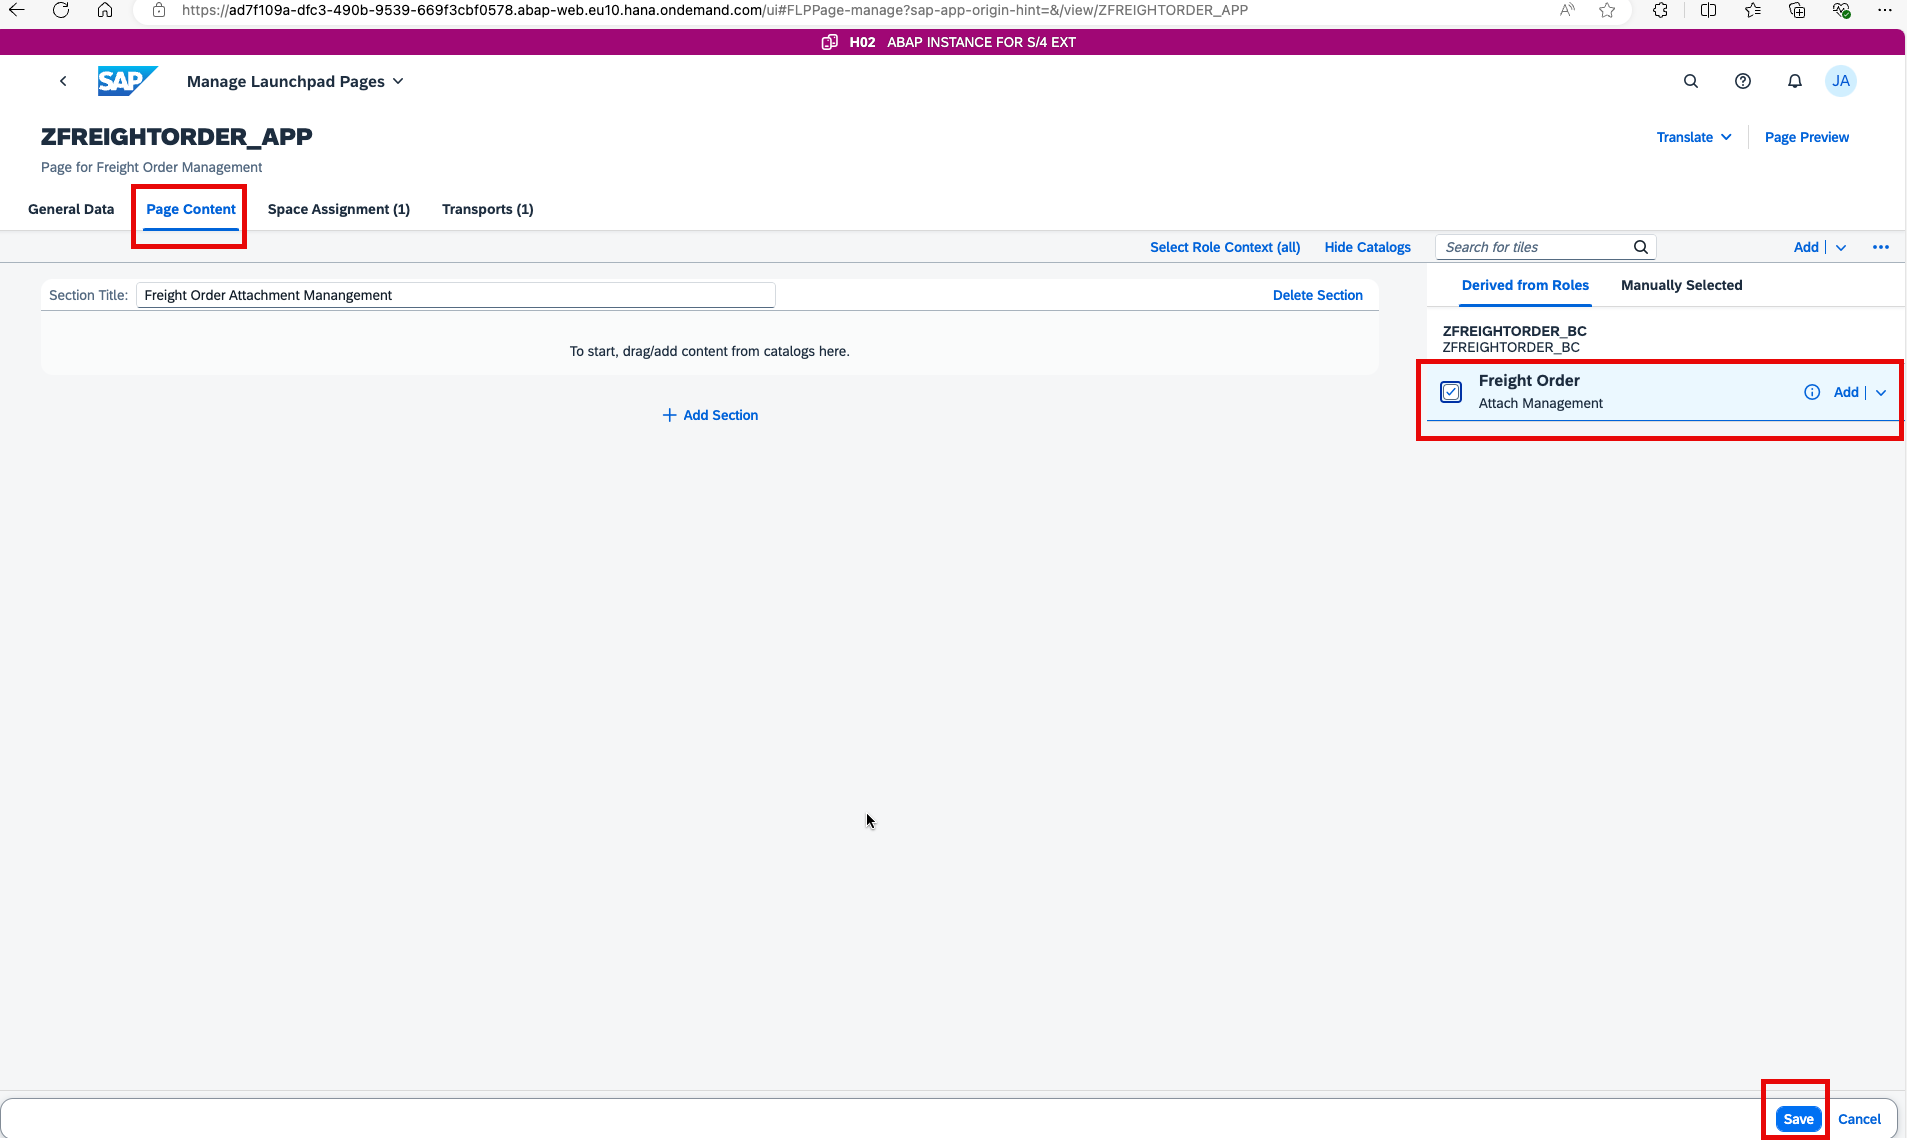 https://ad7f109a-dfc3-490b-9539-669f3cbf0578.abap-web.eu10.hana.ondemand.com/ui#FLPPage-manage?sap-app-origin-hint=&/view/ZFREIGHTORDER_APP
H02 ABAP INSTANCE FOR S/4 EXT
SAP Manage Launchpad Pages JA
ZFREIGHTORDER_APP
Translate Page Preview
Page for Freight Order Management
General Data Page Content Space Assignment (1) Transports (1)
Select Role Context (all) Hide Catalogs Search for tiles Add
Section Title: Freight Order Attachment Manangement Delete Section
To start, drag/add content from catalogs here.
Add Section
Derived from Roles Manually Selected
ZFREIGHTORDER_BC
ZFREIGHTORDER_BC
Freight Order
Attach Management
Add
Save Cancel